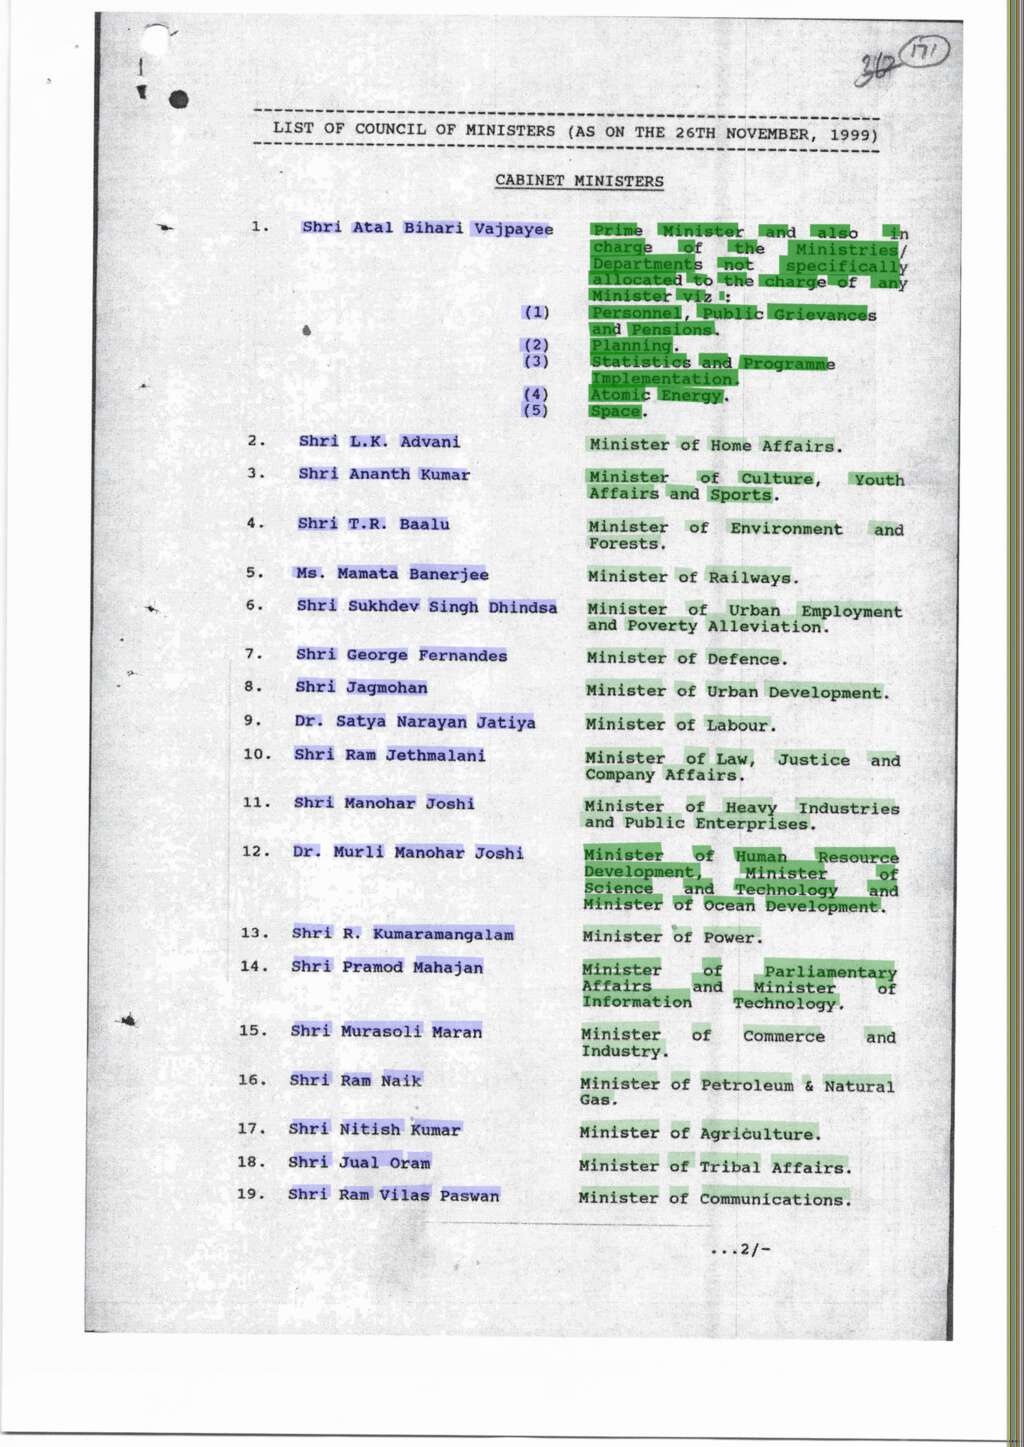 362 171
LIST OF COUNCIL OF MINISTERS (AS ON THE 26TH NOVEMBER, 1999)
CABINET MINISTERS
1. Shri Atal Bihari Vajpayee Prime Minister and also in
charge of the Ministries/
Departments not specifically
allocated to the charge of any
Minister viz :
(1) Personnel, Public Grievances
and Pensions.
(2) Planning.
(3) Statistics and Programme
Implementation.
(4) Atomic Energy.
(5) Space.
2. Shri L.K. Advani Minister of Home Affairs.
3. Shri Ananth Kumar Minister of Culture, Youth
Affairs and Sports.
4. Shri T.R. Baalu Minister of Environment and
Forests.
5. Ms. Mamata Banerjee Minister of Railways.
6. Shri Sukhdev Singh Dhindsa Minister of Urban Employment
and Poverty Alleviation.
7. Shri George Fernandes Minister of Defence.
8. Shri Jagmohan Minister of Urban Development.
9. Dr. Satya Narayan Jatiya Minister of Labour.
10. Shri Ram Jethmalani Minister of Law, Justice and
Company Affairs.
11. Shri Manohar Joshi Minister of Heavy Industries
and Public Enterprises.
12. Dr. Murli Manohar Joshi Minister of Human Resource
Development, Minister of
Science and Technology and
Minister of Ocean Development.
13. Shri R. Kumaramangalam Minister of Power.
14. Shri Pramod Mahajan Minister of Parliamentary
Affairs and Minister of
Information Technology.
15. Shri Murasoli Maran Minister of Commerce and
Industry.
16. Shri Ram Naik Minister of Petroleum & Natural
Gas.
17. Shri Nitish Kumar Minister of Agriculture.
18. Shri Jual Oram Minister of Tribal Affairs.
19. Shri Ram Vilas Paswan Minister of Communications.
...2/-